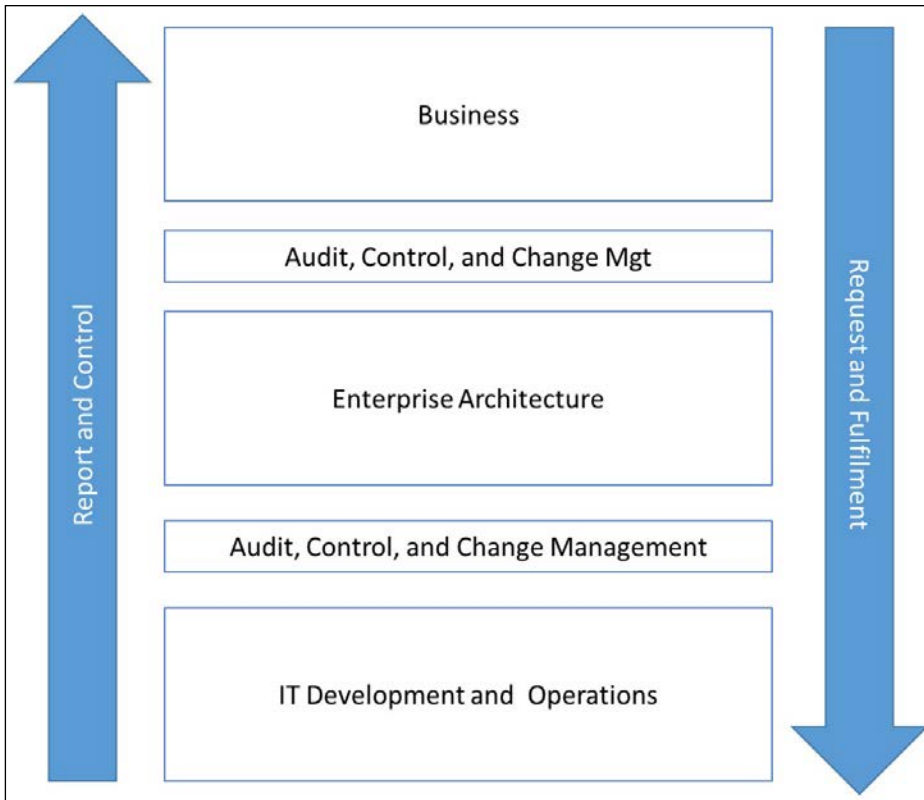 Business
Audit, Control, and Change Mgt
Enterprise Architecture
Audit, Control, and Change Management
IT Development and Operations
Report and Control
Request and Fulfilment